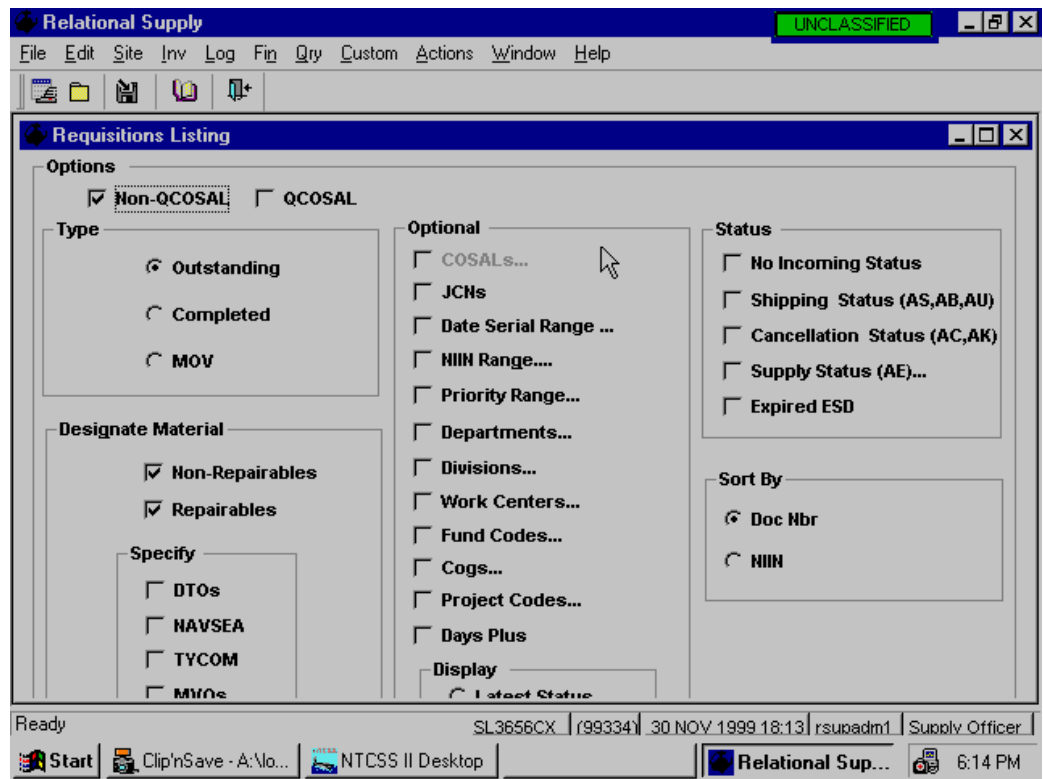 Relational Supply
UNCLASSIFIED
File Edit Site Inv Log Fin Qry Custom Actions Window Help
Requisitions Listing
Options
Non-QCOSAL QCOSAL
Type
Outstanding
Completed
MOV
Designate Material
Non-Repairables
Repairables
Specify
DTOs
NAVSEA
TYCOM
MVOs
Optional
COSALs...
JCNs
Date Serial Range ...
NIIN Range....
Priority Range...
Departments...
Divisions...
Work Centers...
Fund Codes...
Cogs...
Project Codes...
Days Plus
Display
Latest Status
Status
No Incoming Status
Shipping Status (AS,AB,AU)
Cancellation Status (AC,AK)
Supply Status (AE)...
Expired ESD
Sort By
Doc Nbr
NIIN
Ready SL3656CX (99334) 30 NOV 1999 18:13 rsupadm1 Supply Officer
Start Clip'nSave - A:\lo... NTCSS II Desktop Relational Sup... 6:14 PM